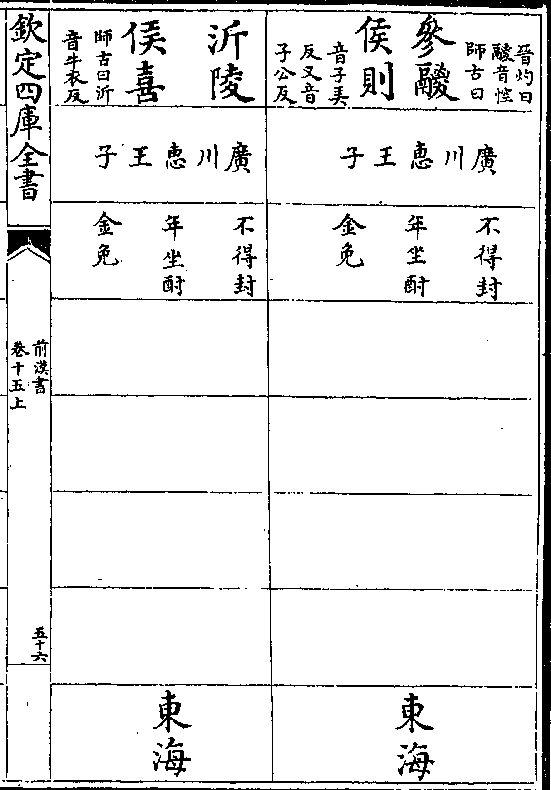 參鬷
晉灼曰
鬷音
師古曰
侯則
音子美
反又音
子公反
廣川惠王子
不得封
年坐酎
金免
東海
沂陵
侯喜
師古曰沂
音牛衣反
廣川惠王子
不得封
年坐酎
金免
東海
欽定四庫全書
前漢書
卷十五上
五十六